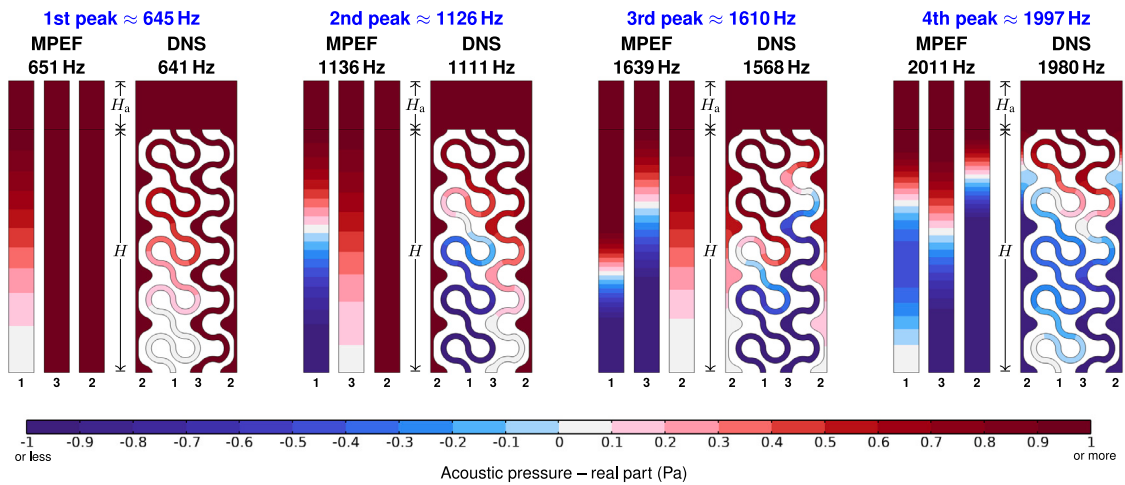 1st peak ≈ 645 Hz
MPEF DNS
651 Hz 641 Hz
Ha
H
1 3 2 2 1 3 2
2nd peak ≈ 1126 Hz
MPEF DNS
1136 Hz 1111 Hz
Ha
H
1 3 2 2 1 3 2
3rd peak ≈ 1610 Hz
MPEF DNS
1639 Hz 1568 Hz
Ha
H
1 3 2 2 1 3 2
4th peak ≈ 1997 Hz
MPEF DNS
2011 Hz 1980 Hz
Ha
H
1 3 2 2 1 3 2
-1 -0.9 -0.8 -0.7 -0.6 -0.5 -0.4 -0.3 -0.2 -0.1 0 0.1 0.2 0.3 0.4 0.5 0.6 0.7 0.8 0.9 1
or less or more
Acoustic pressure – real part (Pa)